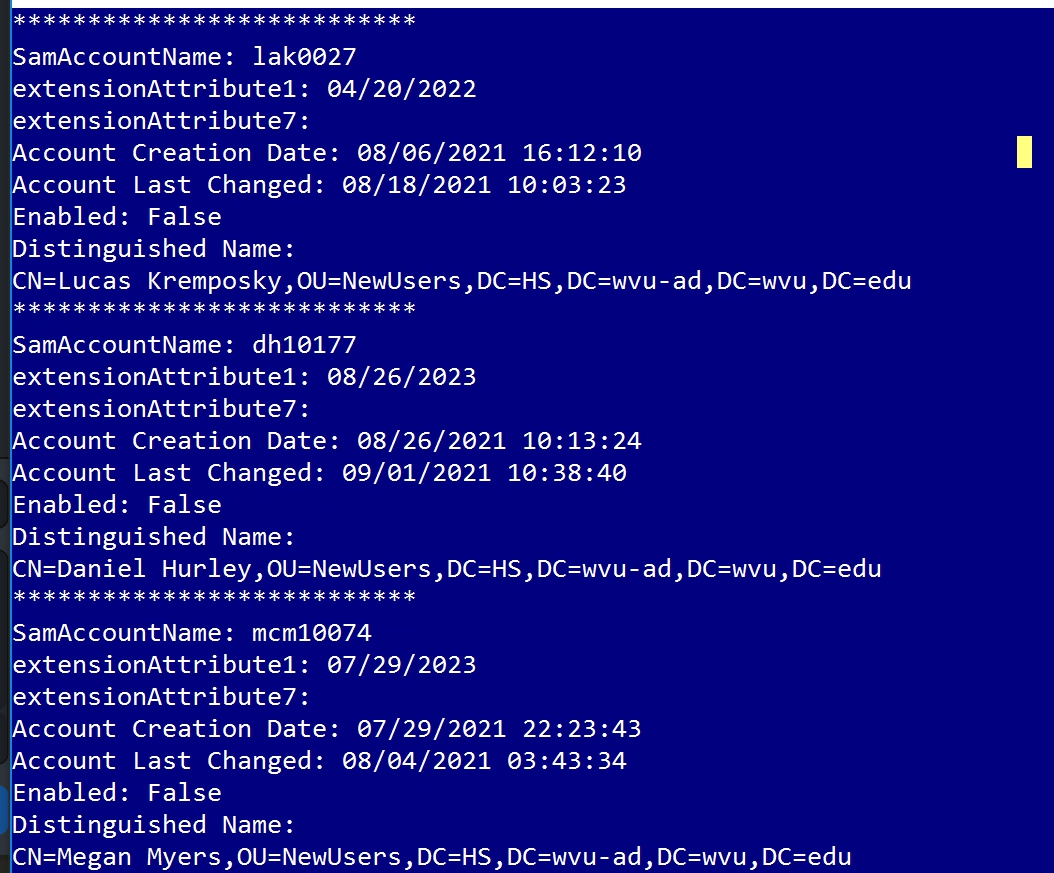 ***************************
SamAccountName: lak0027
extensionAttribute1: 04/20/2022
extensionAttribute7:
Account Creation Date: 08/06/2021 16:12:10
Account Last Changed: 08/18/2021 10:03:23
Enabled: False
Distinguished Name:
CN=Lucas Kremposky,OU=NewUsers,DC=HS,DC=wvu-ad,DC=wvu,DC=edu
***************************
SamAccountName: dh10177
extensionAttribute1: 08/26/2023
extensionAttribute7:
Account Creation Date: 08/26/2021 10:13:24
Account Last Changed: 09/01/2021 10:38:40
Enabled: False
Distinguished Name:
CN=Daniel Hurley,OU=NewUsers,DC=HS,DC=wvu-ad,DC=wvu,DC=edu
***************************
SamAccountName: mcm10074
extensionAttribute1: 07/29/2023
extensionAttribute7:
Account Creation Date: 07/29/2021 22:23:43
Account Last Changed: 08/04/2021 03:43:34
Enabled: False
Distinguished Name:
CN=Megan Myers,OU=NewUsers,DC=HS,DC=wvu-ad,DC=wvu,DC=edu